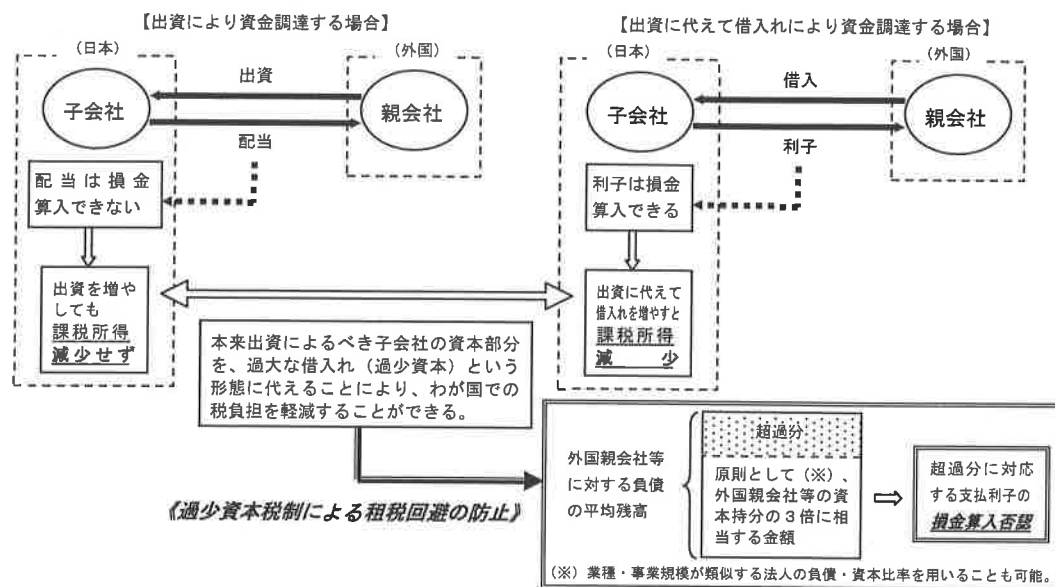 【出資により資金調達する場合】
(日本)
(外国)
出資
子会社
親会社
配当
配当は損金
算入できない
出資を増や
しても
課税所得
減少せず
【出資に代えて借入れにより資金調達する場合】
(日本)
(外国)
借入
子会社
親会社
利子
利子は損金
算入できる
出資に代えて
借入れを増やすと
課税所得
減 少
本来出資によるべき子会社の資本部分
を、過大な借入れ(過少資本)という
形態に代えることにより、わが国での
税負担を軽減することができる。
《過少資本税制による租税回避の防止》
外国親会社等
に対する負債
の平均残高
超過分
原則として(※)、
外国親会社等の資
本持分の3倍に相
当する金額
超過分に対応
する支払利子の
損金算入否認
(※)業種・事業規模が類似する法人の負債・資本比率を用いることも可能。